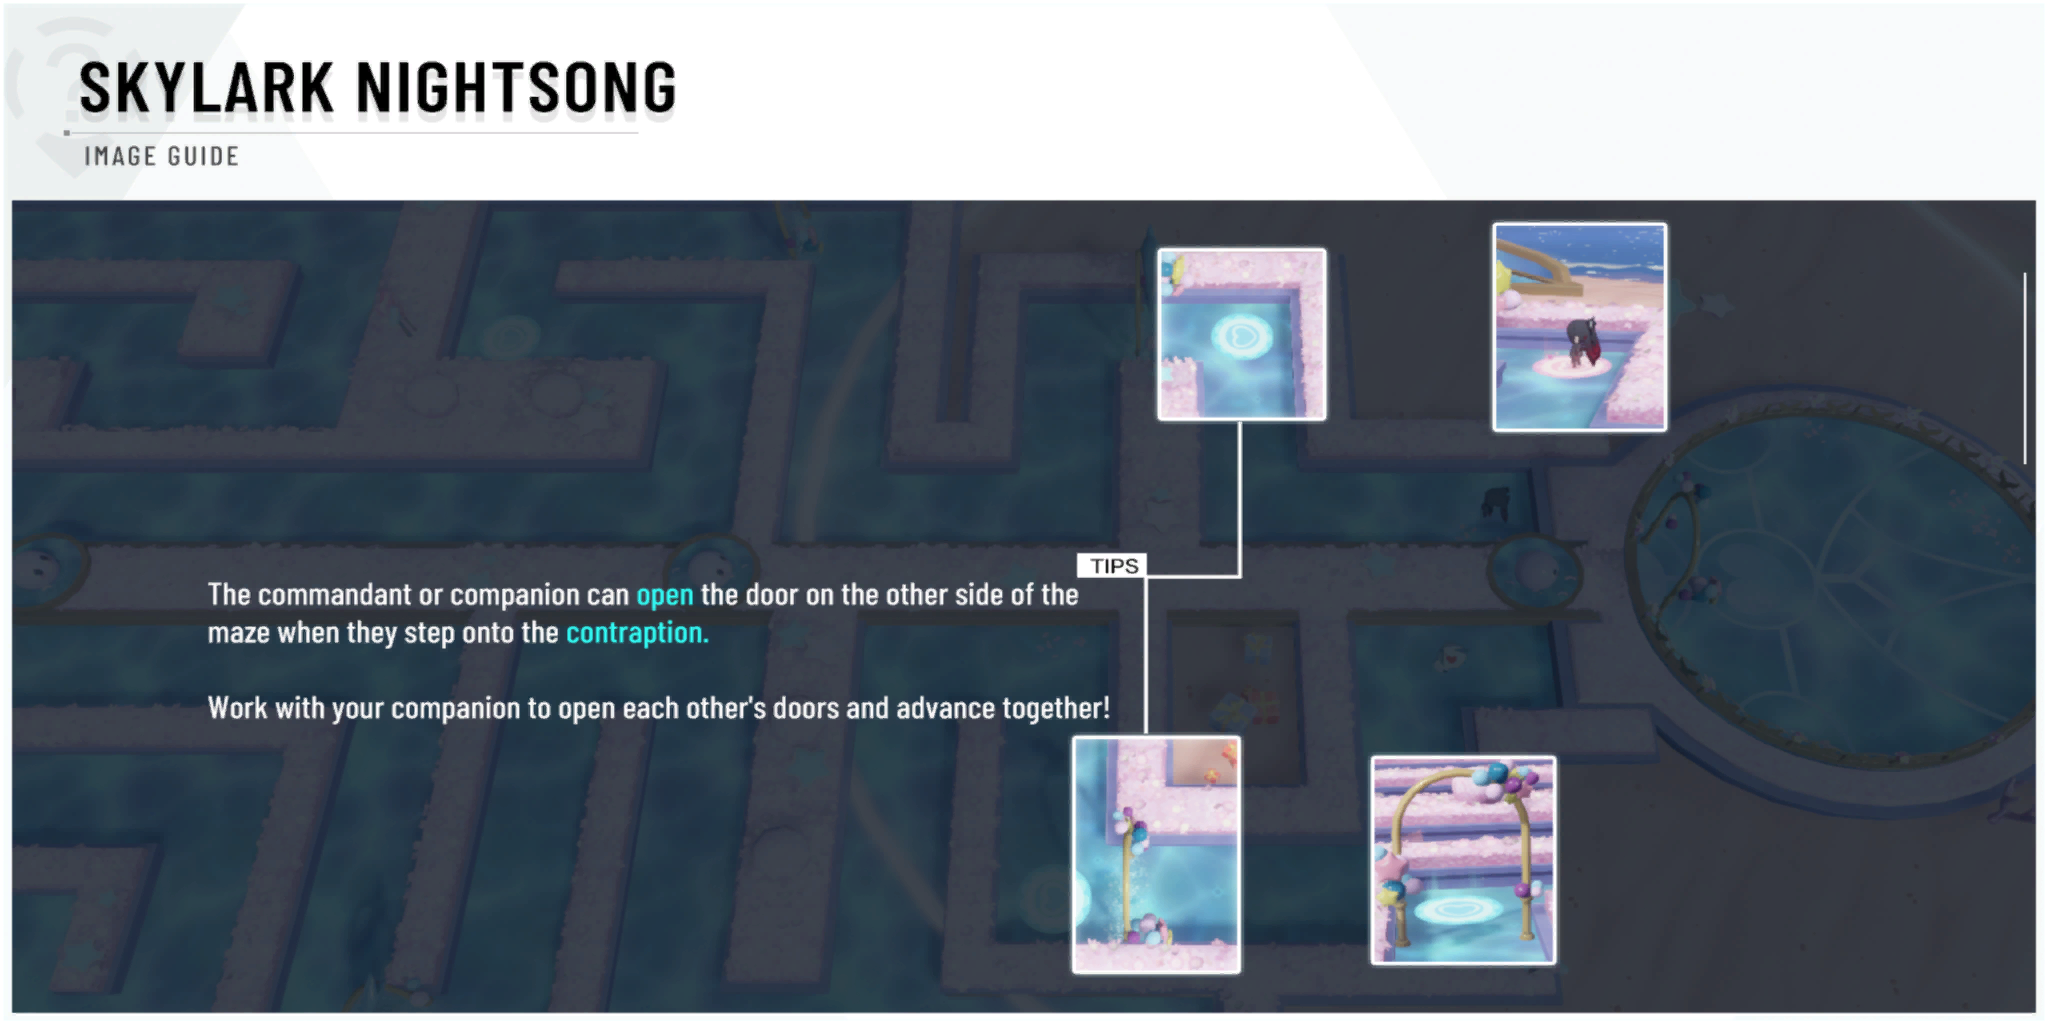 SKYLARK NIGHTSONG
IMAGE GUIDE
TIPS
The commandant or companion can open the door on the other side of the
maze when they step onto the contraption.
Work with your companion to open each other's doors and advance together!